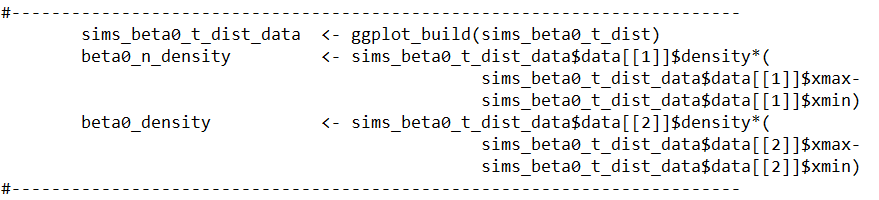 #-------------------------------------------------------------------------
sims_beta0_t_dist_data <- ggplot_build(sims_beta0_t_dist)
beta0_n_density <- sims_beta0_t_dist_data$data[[1]]$density*(
sims_beta0_t_dist_data$data[[1]]$xmax-
sims_beta0_t_dist_data$data[[1]]$xmin)
beta0_density <- sims_beta0_t_dist_data$data[[2]]$density*(
sims_beta0_t_dist_data$data[[2]]$xmax-
sims_beta0_t_dist_data$data[[2]]$xmin)
#-------------------------------------------------------------------------